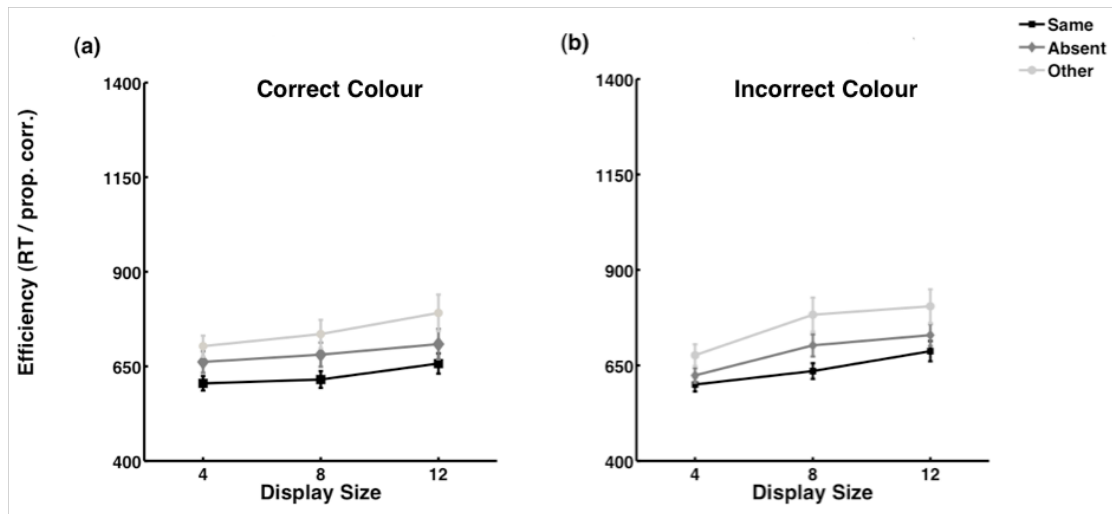 Same
Absent
Other
(a)
Correct Colour
Efficiency (RT / prop. corr.)
1400
1150
900
650
400
4
8
12
Display Size
(b)
Incorrect Colour
1400
1150
900
650
400
4
8
12
Display Size